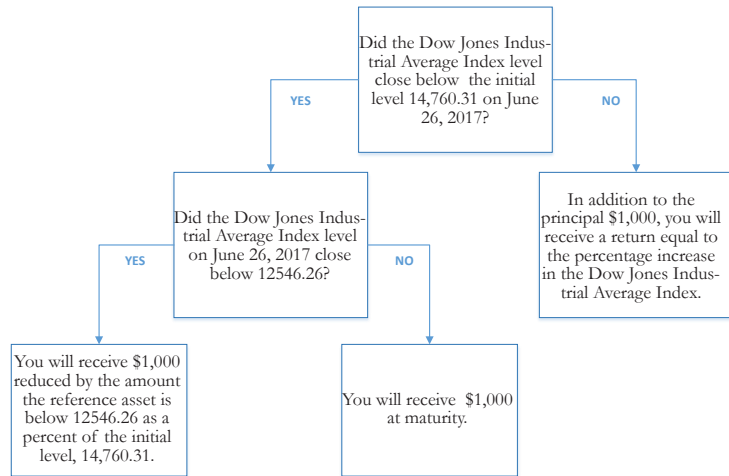 Did the Dow Jones Indus-
trial Average Index level
close below the initial
level 14,760.31 on June
26, 2017?
YES
NO
Did the Dow Jones Indus-
trial Average Index level
on June 26, 2017 close
below 12546.26?
In addition to the
principal $1,000, you will
receive a return equal to
the percentage increase
in the Dow Jones Indus-
trial Average Index.
YES
NO
You will receive $1,000
reduced by the amount
the reference asset is
below 12546.26 as a
percent of the initial
level, 14,760.31.
You will receive $1,000
at maturity.